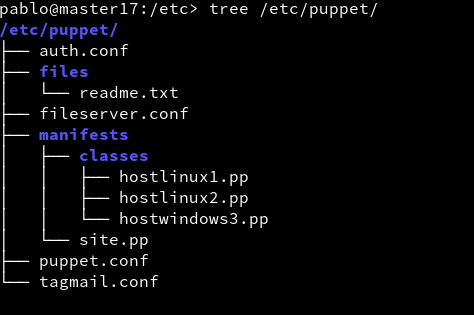 pablo@master17:/etc> tree /etc/puppet/
/etc/puppet/
├── auth.conf
├── files
│   └── readme.txt
├── fileserver.conf
├── manifests
│   ├── classes
│   │   ├── hostlinux1.pp
│   │   ├── hostlinux2.pp
│   │   └── hostwindows3.pp
│   └── site.pp
├── puppet.conf
└── tagmail.conf